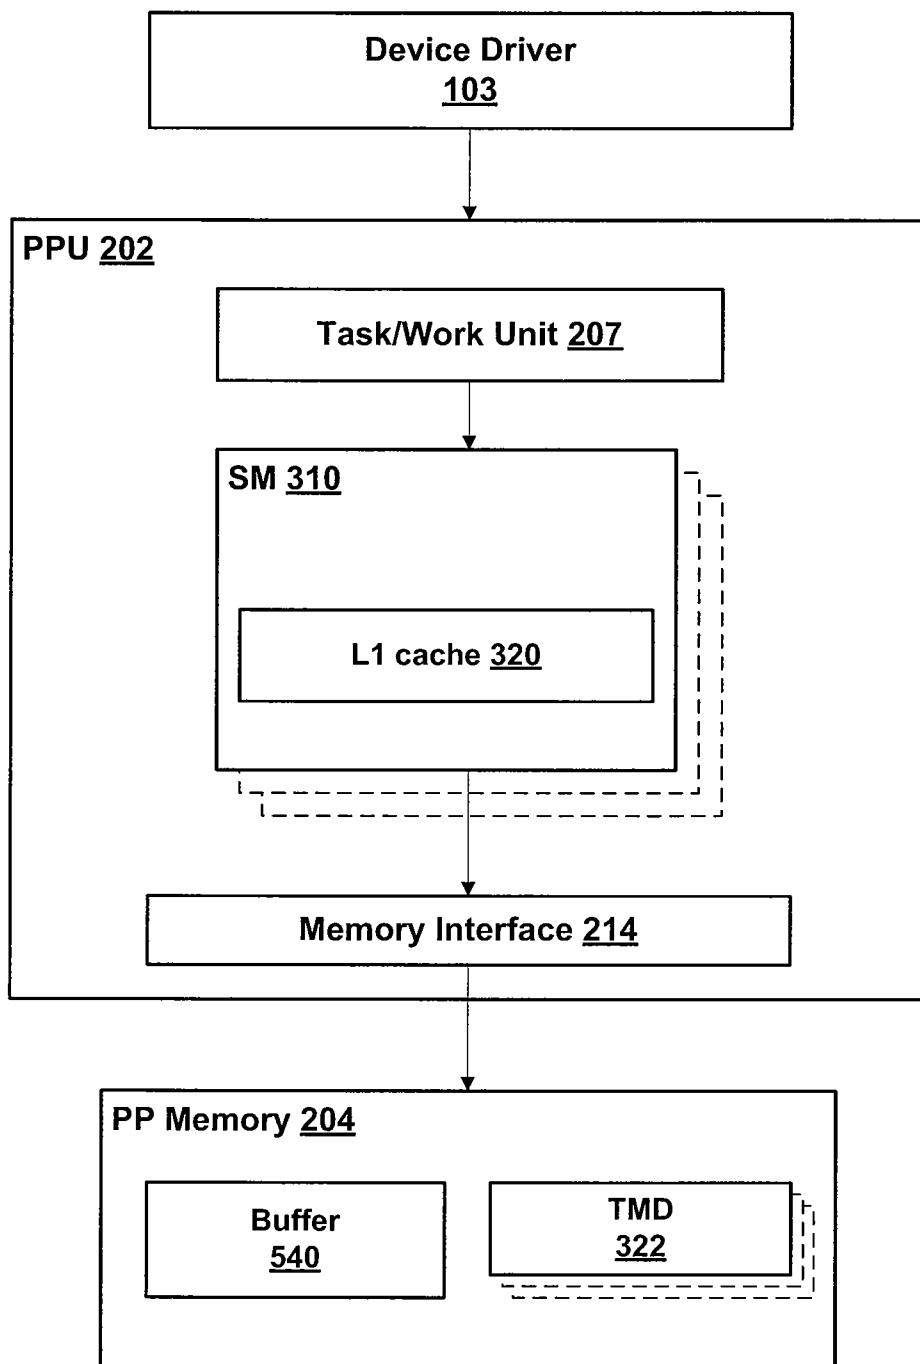 Device Driver
103
PPU 202
Task/Work Unit 207
SM 310
L1 cache 320
Memory Interface 214
PP Memory 204
Buffer
540
TMD
322